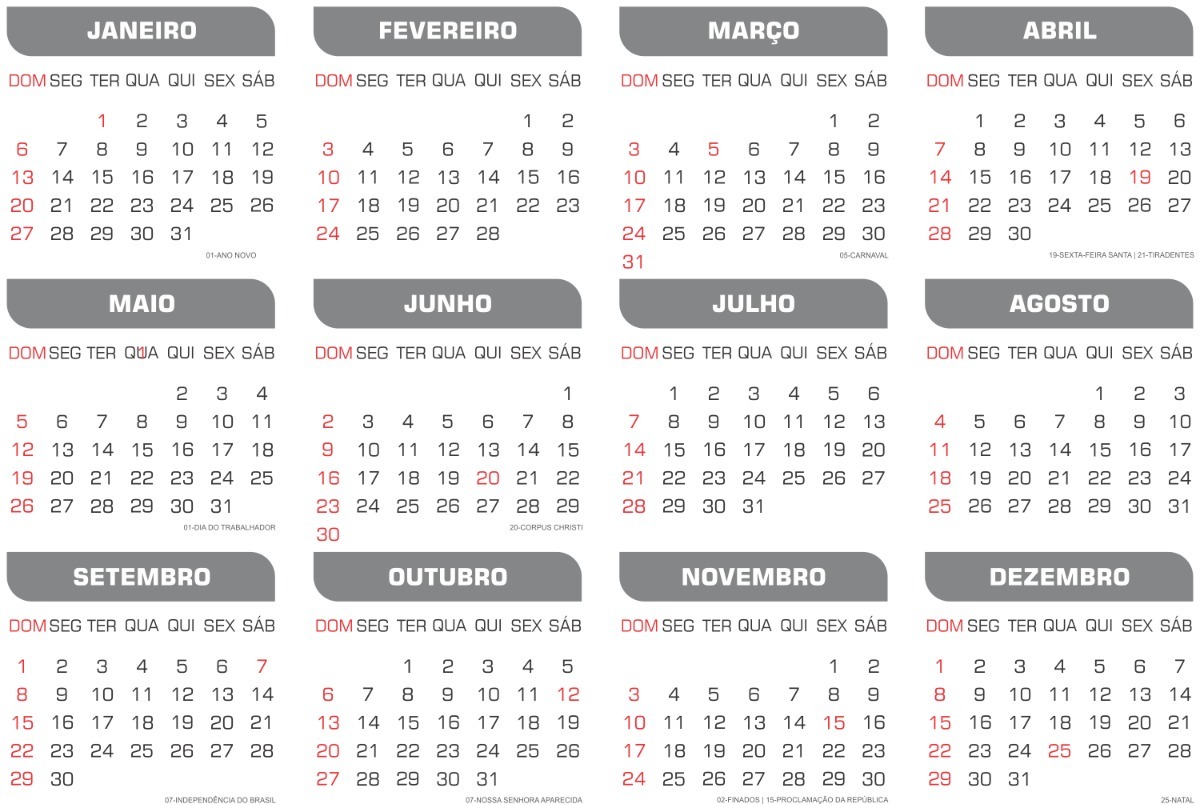 JANEIRO
DOM SEG TER QUA QUI SEX SÁB
1 2 3 4 5
6 7 8 9 10 11 12
13 14 15 16 17 18 19
20 21 22 23 24 25 26
27 28 29 30 31
01-ANO NOVO
FEVEREIRO
DOM SEG TER QUA QUI SEX SÁB
1 2
3 4 5 6 7 8 9
10 11 12 13 14 15 16
17 18 19 20 21 22 23
24 25 26 27 28
MARÇO
DOM SEG TER QUA QUI SEX SÁB
1 2
3 4 5 6 7 8 9
10 11 12 13 14 15 16
17 18 19 20 21 22 23
24 25 26 27 28 29 30
31
05-CARNAVAL
ABRIL
DOM SEG TER QUA QUI SEX SÁB
1 2 3 4 5 6
7 8 9 10 11 12 13
14 15 16 17 18 19 20
21 22 23 24 25 26 27
28 29 30
19-SEXTA-FEIRA SANTA | 21-TIRADENTES
MAIO
DOM SEG TER QUA QUI SEX SÁB
1
2 3 4
5 6 7 8 9 10 11
12 13 14 15 16 17 18
19 20 21 22 23 24 25
26 27 28 29 30 31
01-DIA DO TRABALHADOR
JUNHO
DOM SEG TER QUA QUI SEX SÁB
1
2 3 4 5 6 7 8
9 10 11 12 13 14 15
16 17 18 19 20 21 22
23 24 25 26 27 28 29
30
20-CORPUS CHRISTI
JULHO
DOM SEG TER QUA QUI SEX SÁB
1 2 3 4 5 6
7 8 9 10 11 12 13
14 15 16 17 18 19 20
21 22 23 24 25 26 27
28 29 30 31
AGOSTO
DOM SEG TER QUA QUI SEX SÁB
1 2 3
4 5 6 7 8 9 10
11 12 13 14 15 16 17
18 19 20 21 22 23 24
25 26 27 28 29 30 31
SETEMBRO
DOM SEG TER QUA QUI SEX SÁB
1 2 3 4 5 6 7
8 9 10 11 12 13 14
15 16 17 18 19 20 21
22 23 24 25 26 27 28
29 30
07-INDEPENDÊNCIA DO BRASIL
OUTUBRO
DOM SEG TER QUA QUI SEX SÁB
1 2 3 4 5
6 7 8 9 10 11 12
13 14 15 16 17 18 19
20 21 22 23 24 25 26
27 28 29 30 31
07-NOSSA SENHORA APARECIDA
NOVEMBRO
DOM SEG TER QUA QUI SEX SÁB
1 2
3 4 5 6 7 8 9
10 11 12 13 14 15 16
17 18 19 20 21 22 23
24 25 26 27 28 29 30
02-FINADOS | 15-PROCLAMAÇÃO DA REPÚBLICA
DEZEMBRO
DOM SEG TER QUA QUI SEX SÁB
1 2 3 4 5 6 7
8 9 10 11 12 13 14
15 16 17 18 19 20 21
22 23 24 25 26 27 28
29 30 31
25-NATAL